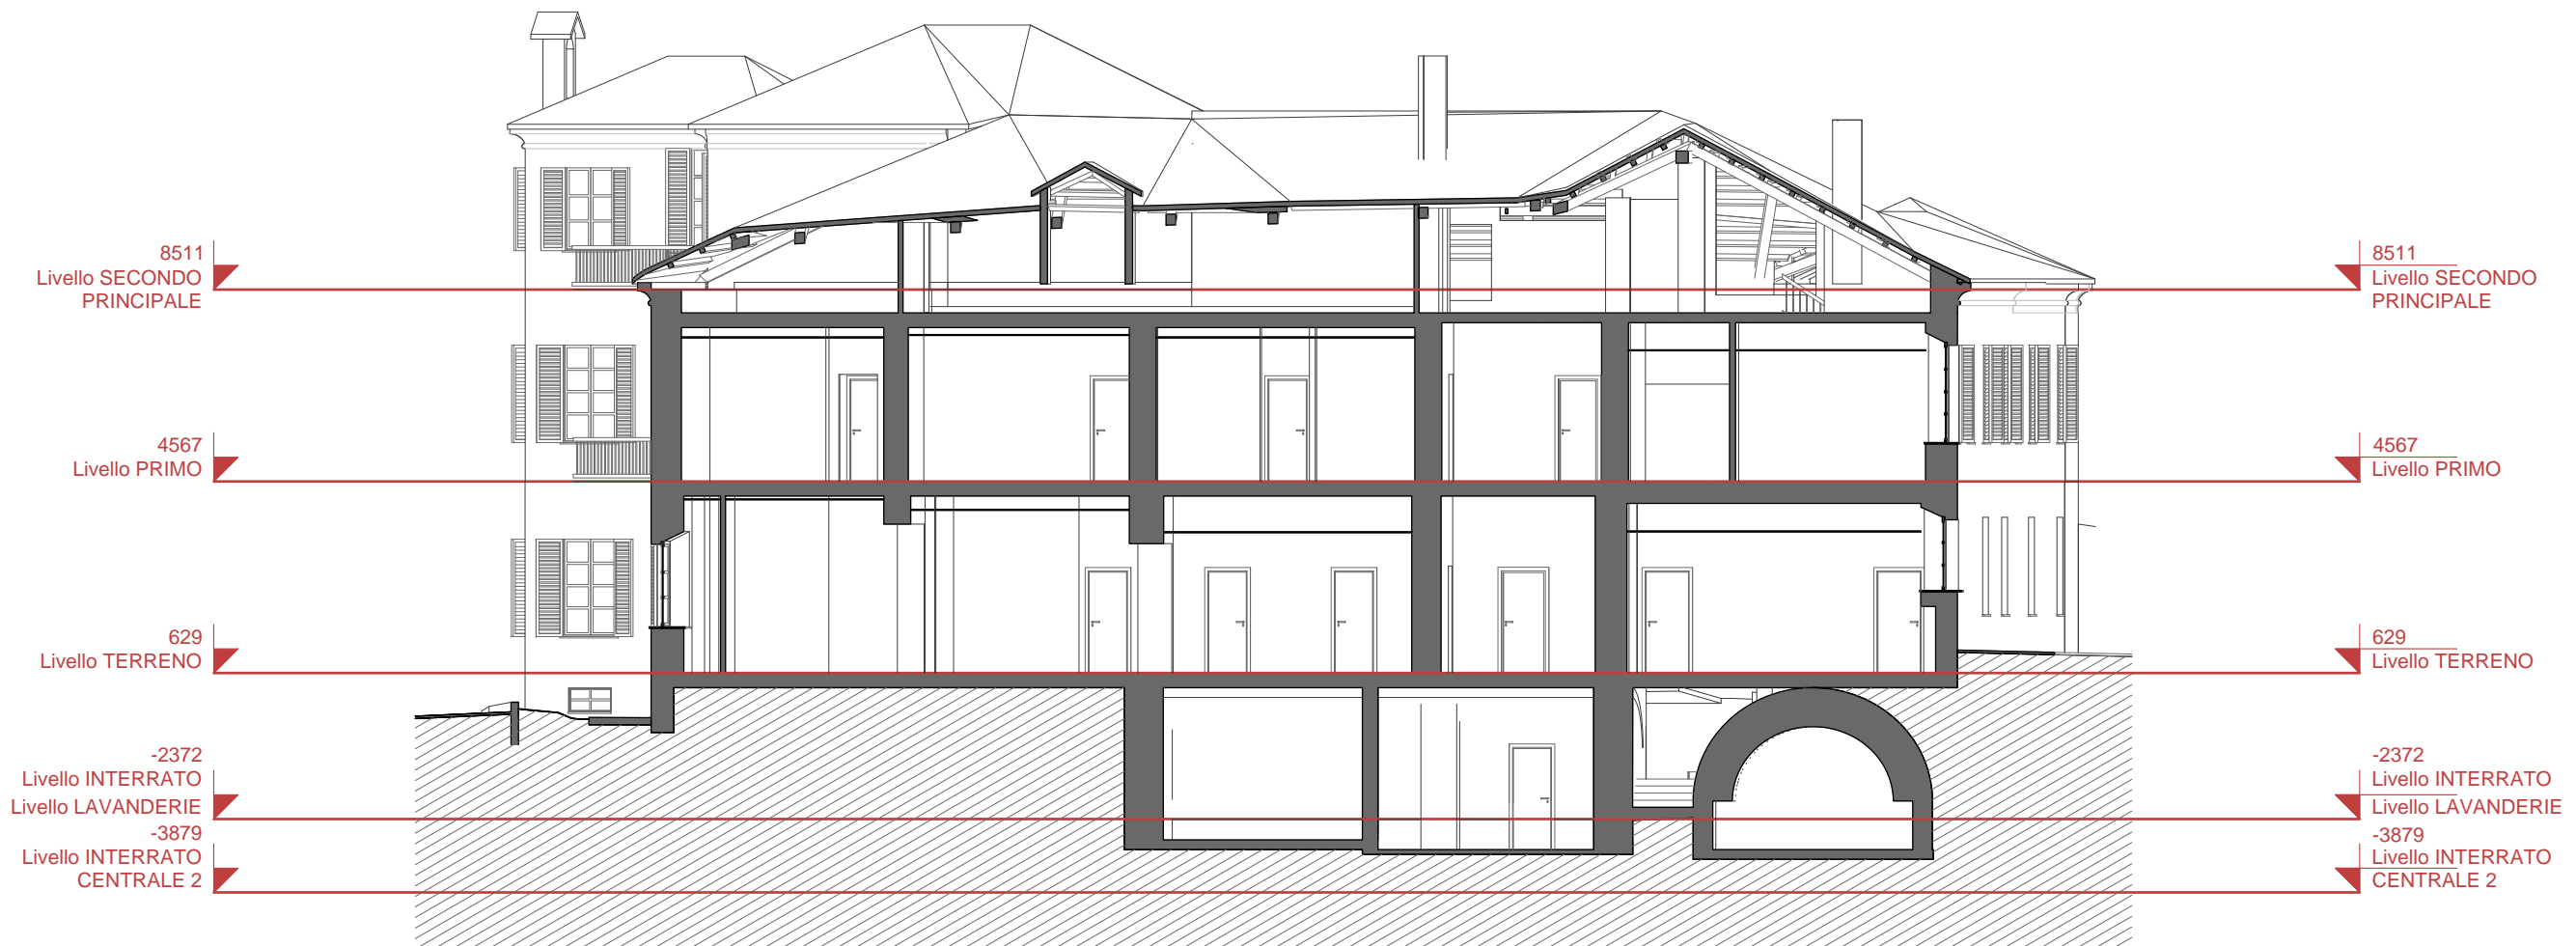 8511
Livello SECONDO
PRINCIPALE
4567
Livello PRIMO
629
Livello TERRENO
-2372
Livello INTERRATO
Livello LAVANDERIE
-3879
Livello INTERRATO
CENTRALE 2
8511
Livello SECONDO
PRINCIPALE
4567
Livello PRIMO
629
Livello TERRENO
-2372
Livello INTERRATO
Livello LAVANDERIE
-3879
Livello INTERRATO
CENTRALE 2